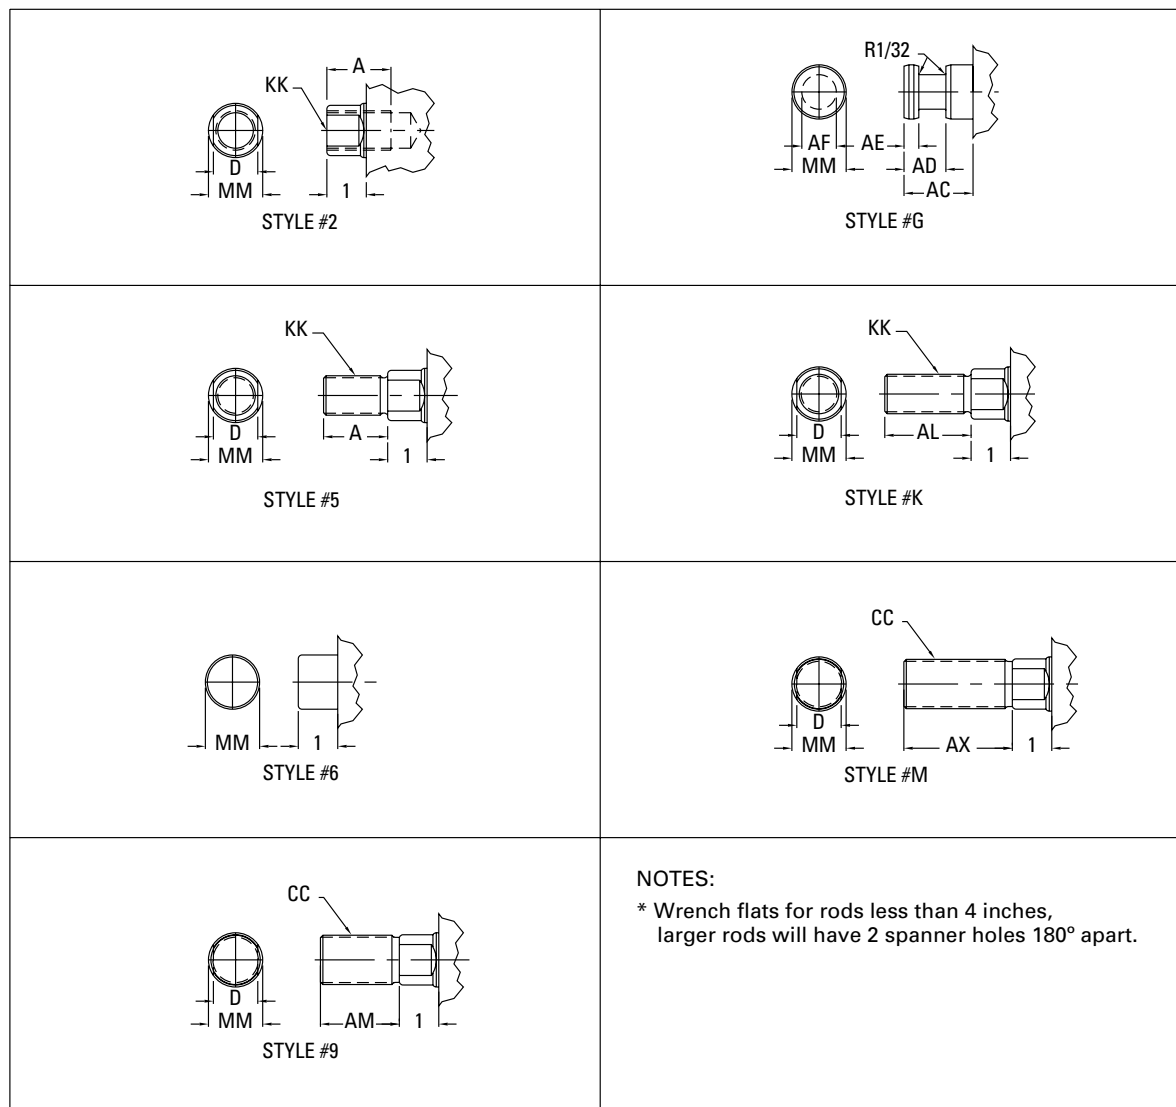 A
KK
D
MM
1
STYLE #2
R1/32
AF
AE
MM
AD
AC
STYLE #G
KK
D
A
MM
1
STYLE #5
KK
D
AL
MM
1
STYLE #K
MM
1
STYLE #6
CC
D
MM
AX
1
STYLE #M
CC
D
MM
AM
1
STYLE #9
NOTES:
* Wrench flats for rods less than 4 inches,
larger rods will have 2 spanner holes 180º apart.